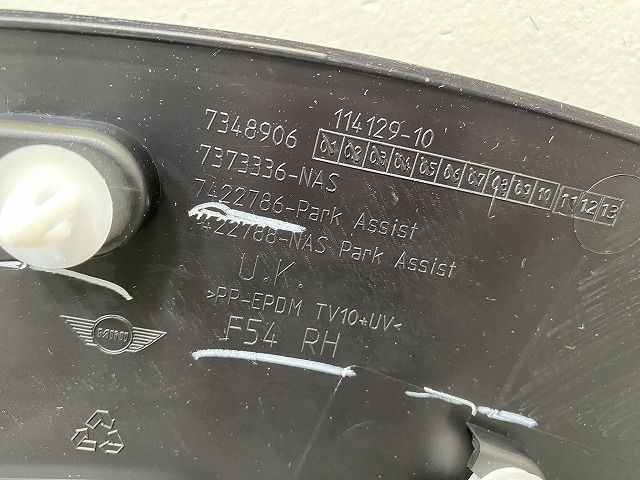 7348906 114129-10
01 02 03 04 05 06 07 08 09 10 11 12 13
7373336-NAS
7422786-Park Assist
7422788-NAS Park Assist
U.K.
>PP-EPDM TV10+UV<
MINI
F54 RH